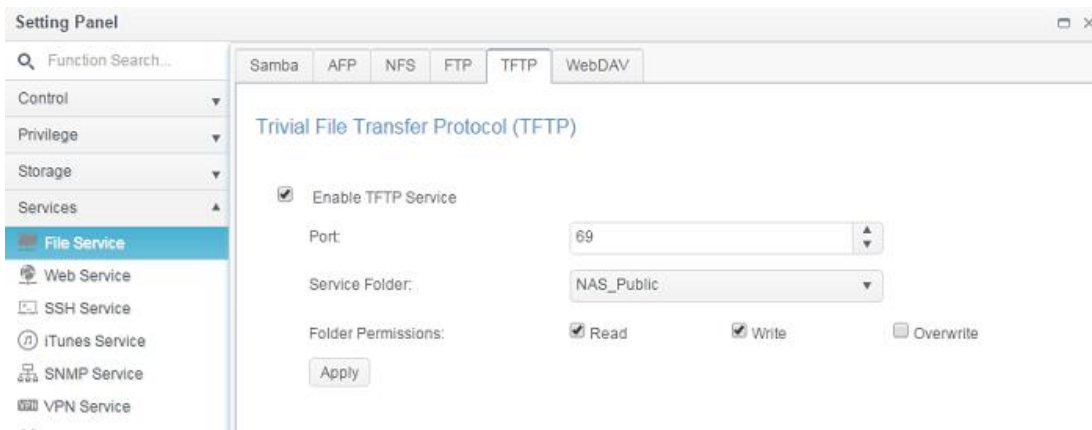 Setting Panel
Function Search...
Control
Privilege
Storage
Services
File Service
Web Service
SSH Service
iTunes Service
SNMP Service
VPN Service
Samba AFP NFS FTP TFTP WebDAV
Trivial File Transfer Protocol (TFTP)
Enable TFTP Service
Port: 69
Service Folder: NAS_Public
Folder Permissions: Read Write Overwrite
Apply